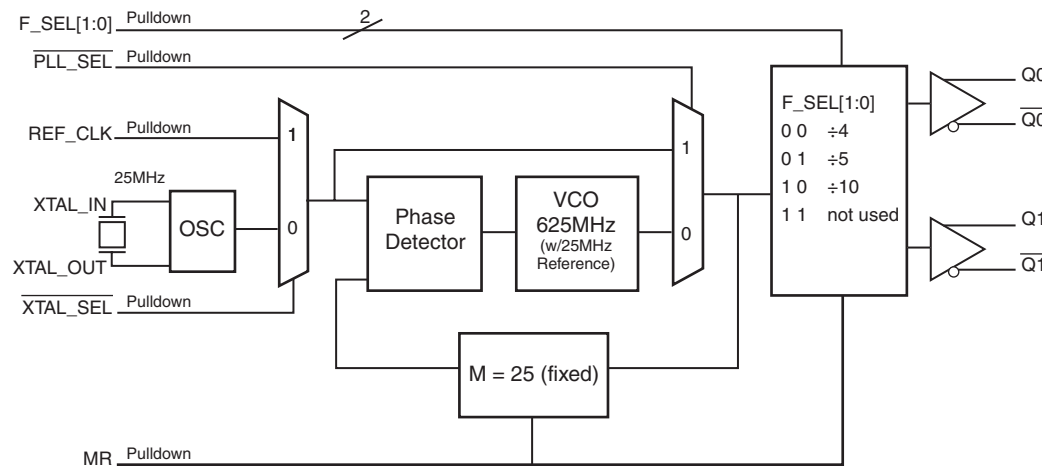 F_SEL[1:0] Pulldown 2
PLL_SEL Pulldown
REF_CLK Pulldown
1
0
25MHz
XTAL_IN
OSC
XTAL_OUT
XTAL_SEL Pulldown
Phase
Detector
VCO
625MHz
(w/25MHz
Reference)
1
0
F_SEL[1:0]
0 0 ÷4
0 1 ÷5
1 0 ÷10
1 1 not used
Q0
Q0
Q1
Q1
M = 25 (fixed)
MR Pulldown